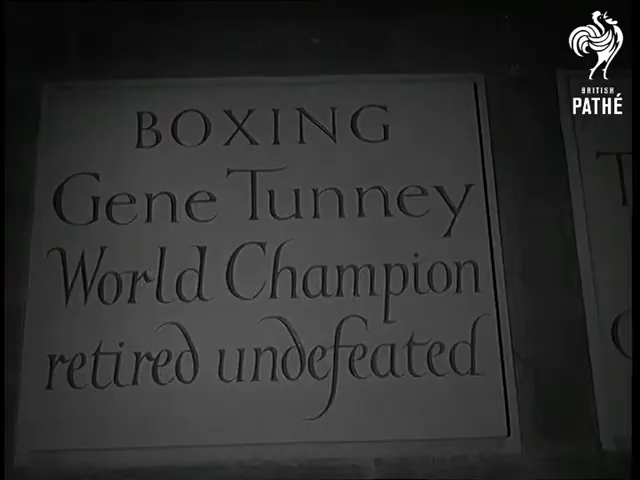 BRITISH
PATHÉ
BOXING
Gene Tunney
World Champion
retired undefeated